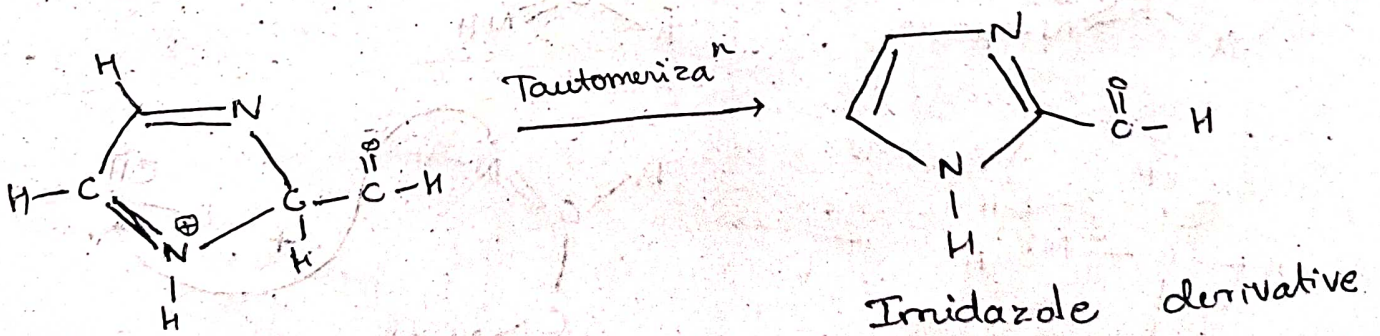 H
N
H-C
N
⊕
H
C
H
C-H
O
Tautomerizaⁿ
N
N
H
C-H
O
Imidazole derivative